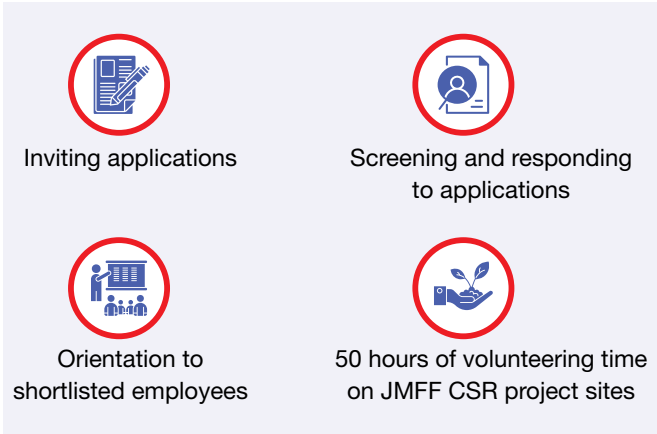 Inviting applications
Screening and responding
to applications
Orientation to
shortlisted employees
50 hours of volunteering time
on JMFF CSR project sites